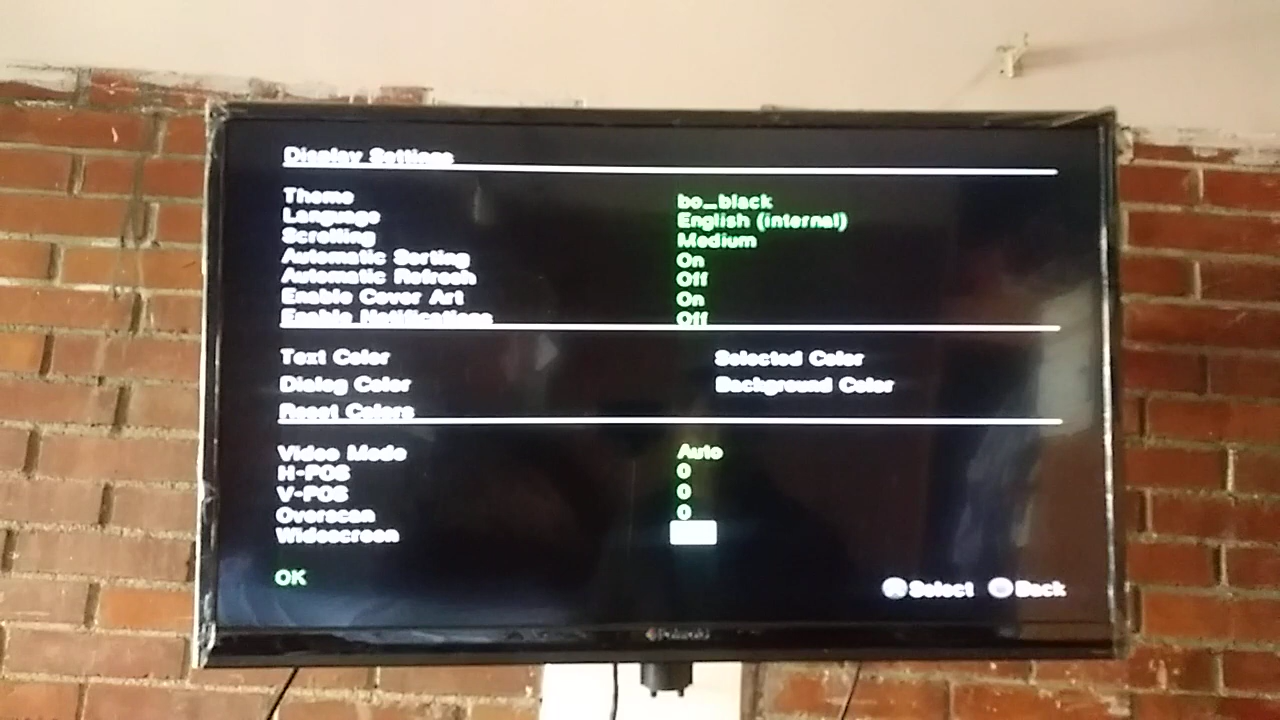 Display Settings
Theme bo_black
Language English (internal)
Scrolling Medium
Automatic Sorting On
Automatic Refresh Off
Enable Cover Art On
Enable Notifications Off
Text Color Selected Color
Dialog Color Background Color
Reset Colors
Video Mode Auto
H-POS 0
V-POS 0
Overscan 0
Widescreen
OK
Select Back
Polaroid